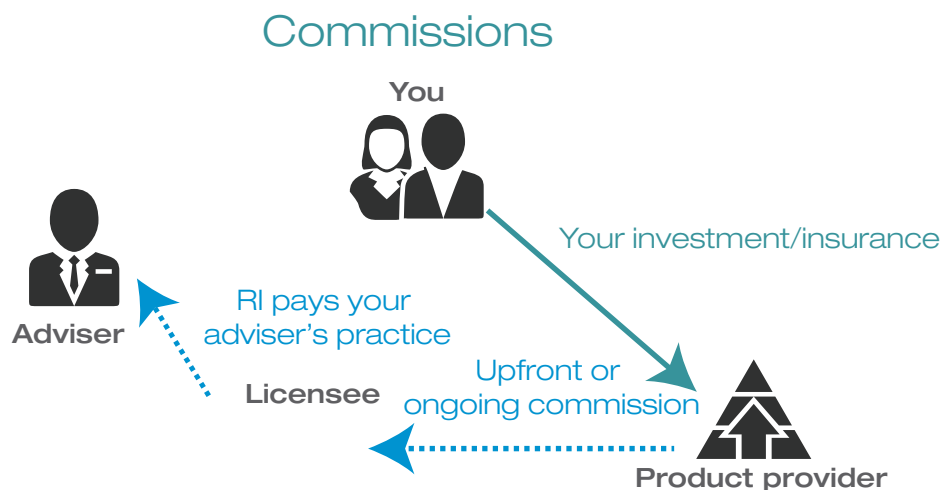 Commissions
You
Your investment/insurance
RI pays your
adviser's practice
Adviser
Licensee
Upfront or
ongoing commission
Product provider